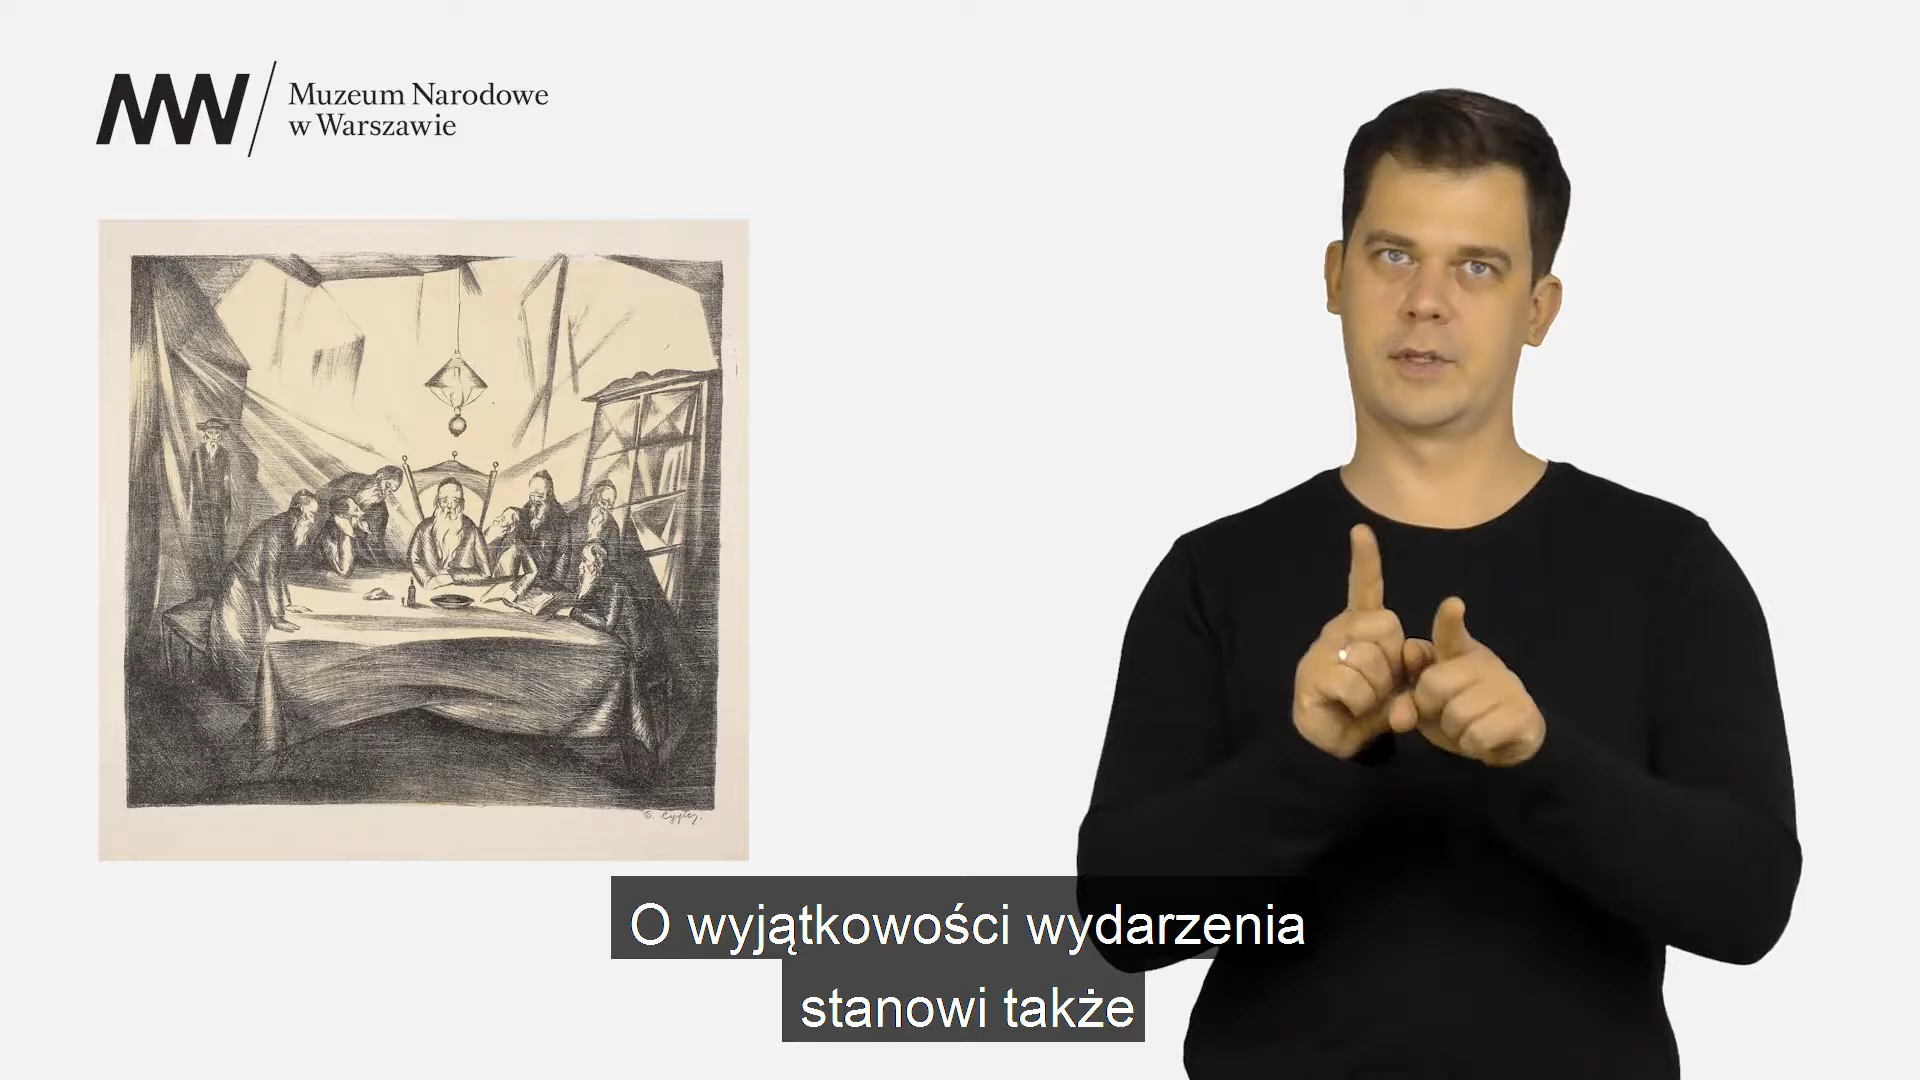 Muzeum Narodowe
w Warszawie
O wyjątkowości wydarzenia
stanowi także